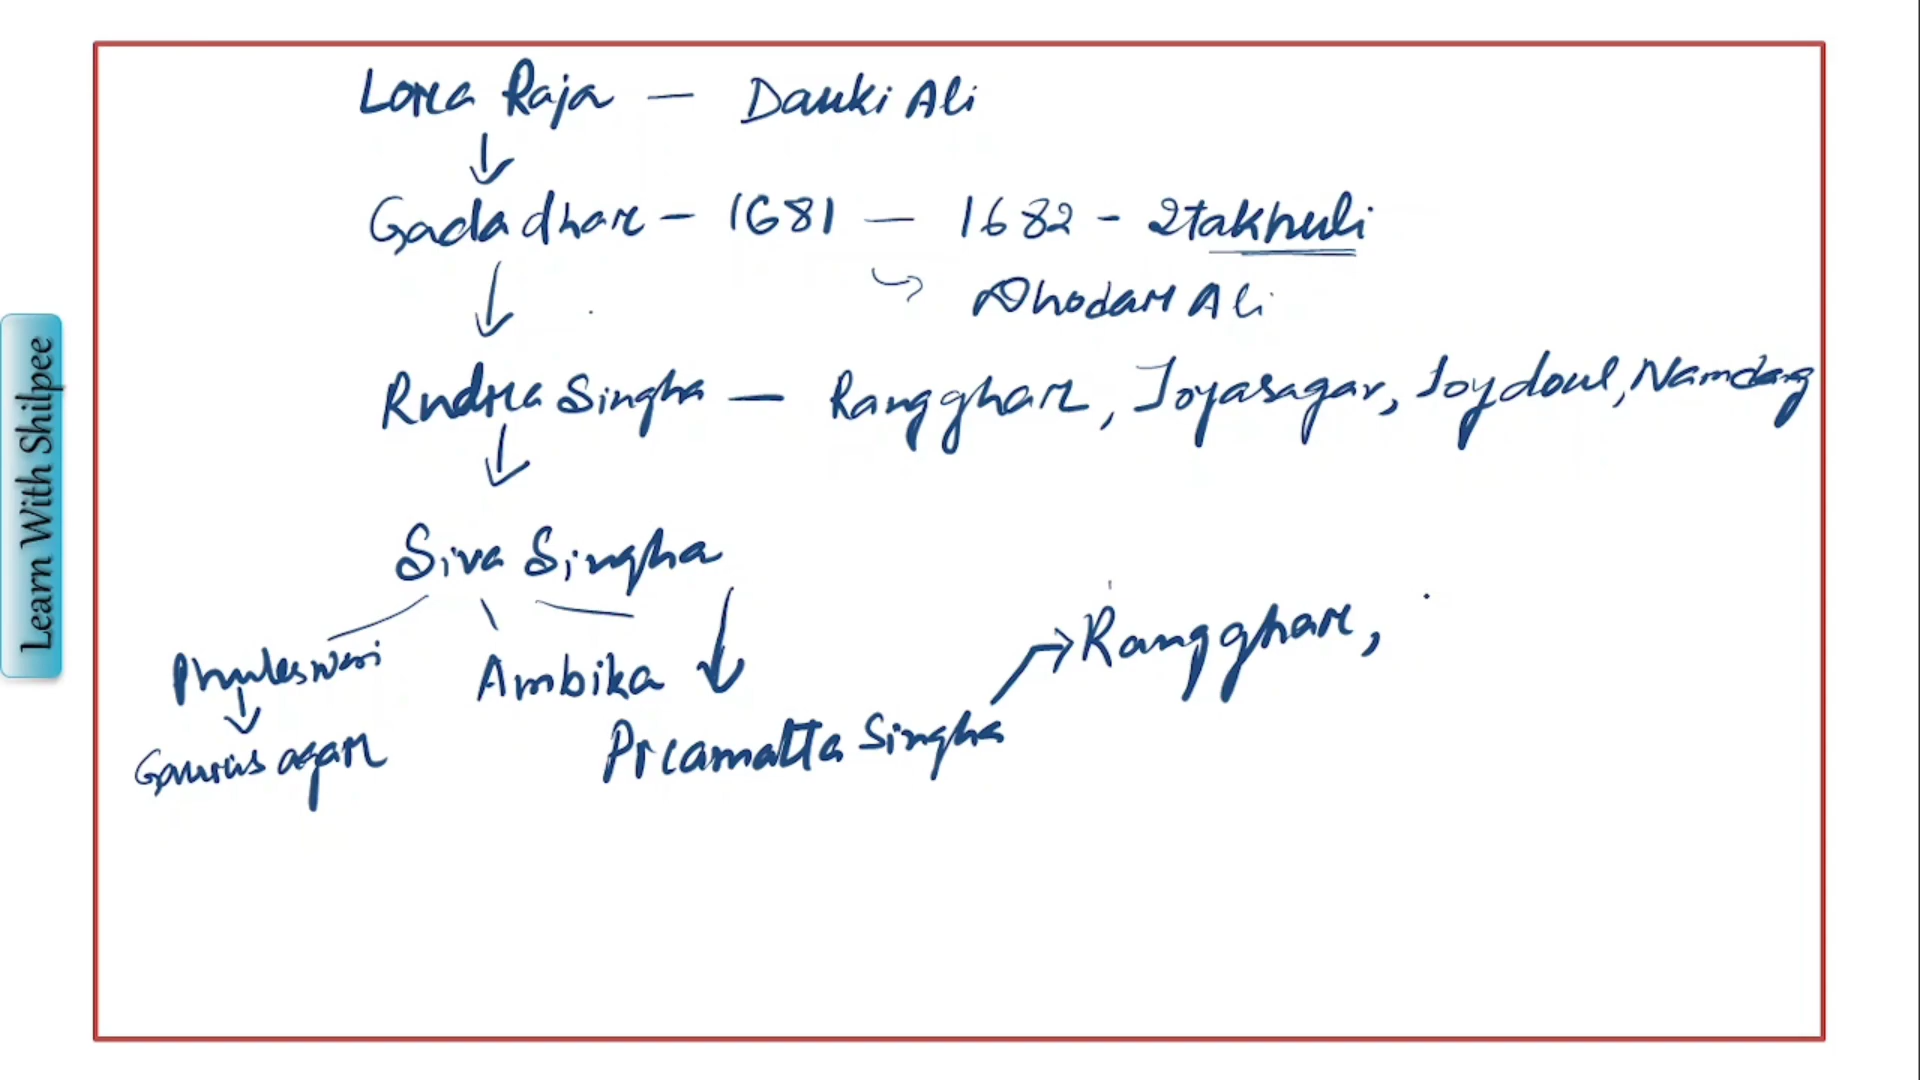 Lora Raja — Dauki Ali
Gadadhar — 1681 — 1682 - Itakhuli
Dhodar Ali
Rudra Singha — Rangghar, Joyasagar, Joydoul, Namdang
Siva Singha
Phuleswari
Ambika
Rangghar,
Gaurisagar
Pramatta Singha
Learn With Shilpee